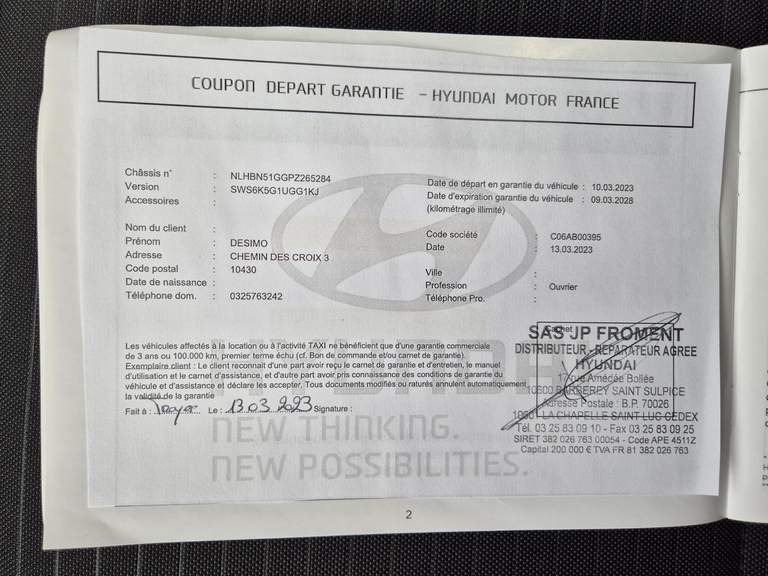 COUPON DEPART GARANTIE - HYUNDAI MOTOR FRANCE
Châssis n° : NLHBN51GGPZ265284
Version : SWS6K5G1UGG1KJ
Accessoires :
Date de départ en garantie du véhicule : 10.03.2023
Date d'expiration garantie du véhicule : 09.03.2028
(kilométrage illimité)
Nom du client :
Prénom : DESIMO
Adresse : CHEMIN DES CROIX 3
Code postal : 10430
Date de naissance :
Téléphone dom. : 0325763242
Code société : C06AB00395
Date : 13.03.2023
Ville :
Profession : Ouvrier
Téléphone Pro. :
Les véhicules affectés à la location ou à l'activité TAXI ne bénéficient que d'une garantie commerciale
de 3 ans ou 100.000 km, premier terme échu (cf. Bon de commande et/ou carnet de garantie).
Exemplaire client : Le client reconnait d'une part avoir reçu le carnet de garantie et d'entretien, le manuel
d'utilisation et le carnet d'assistance, et d'autre part avoir pris connaissance des conditions de garantie du
véhicule et d'assistance et déclare les accepter. Tous documents modifiés ou raturés annulent automatiquement
la validité de la garantie
Fait à : Le : 13.03.2023 Signature :
Cachet
SAS JP FROMENT
DISTRIBUTEUR - REPARATEUR AGREE
HYUNDAI
17 rue Amédée Bollée
10600 BARBEREY SAINT SULPICE
Adresse Postale : B.P. 70026
LA CHAPELLE SAINT LUC CEDEX
Tél. 03 25 83 09 10 - Fax 03 25 83 09 25
SIRET 382 026 763 00054 - Code APE 4511Z
Capital 200 000 € TVA FR 81 382 026 763
HYUNDAI
NEW THINKING.
NEW POSSIBILITIES.
2